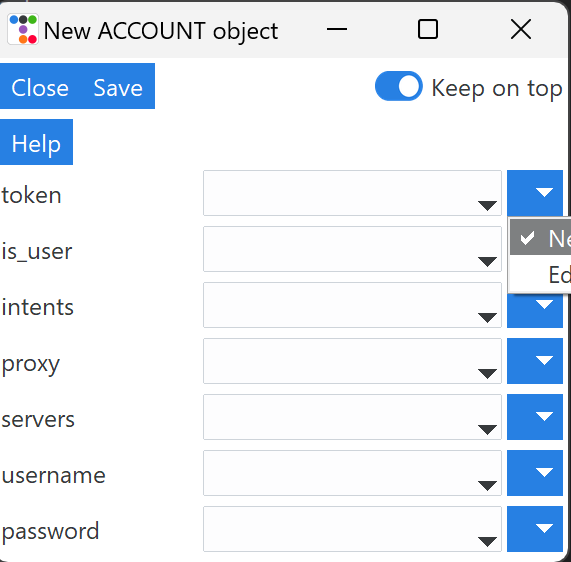 New ACCOUNT object
Close Save Keep on top
Help
token
is_user
intents
proxy
servers
username
password